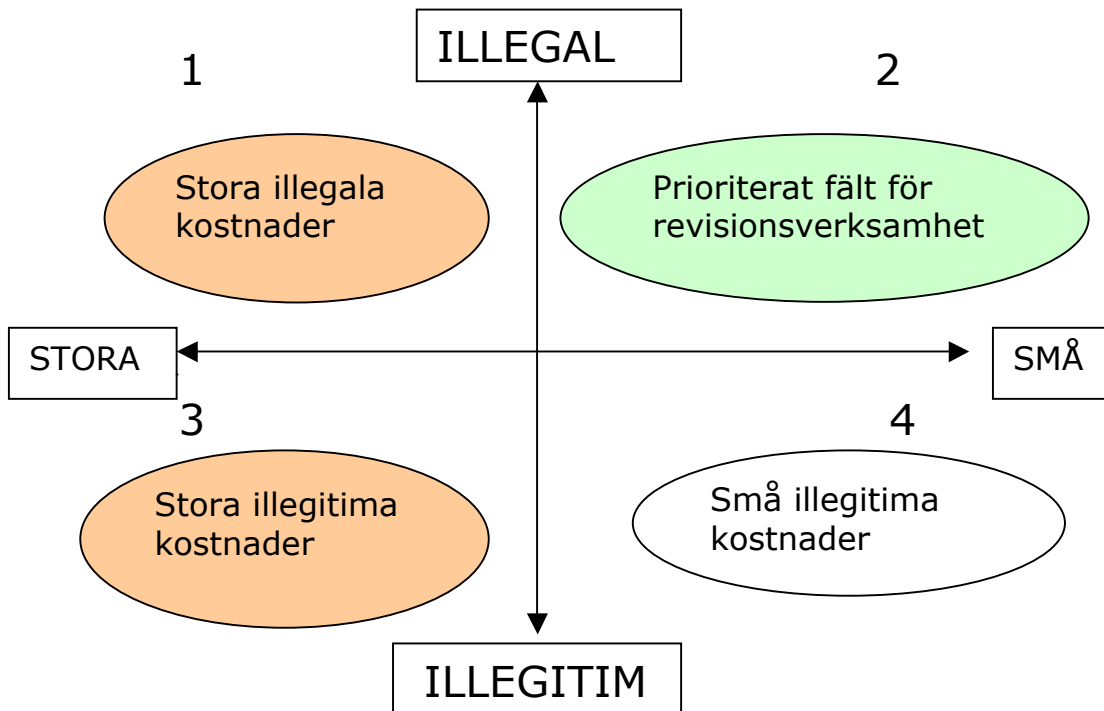 ILLEGAL
1
2
Stora illegala
kostnader
Prioriterat fält för
revisionsverksamhet
STORA
SMÅ
3
4
Stora illegitima
kostnader
Små illegitima
kostnader
ILLEGITIM